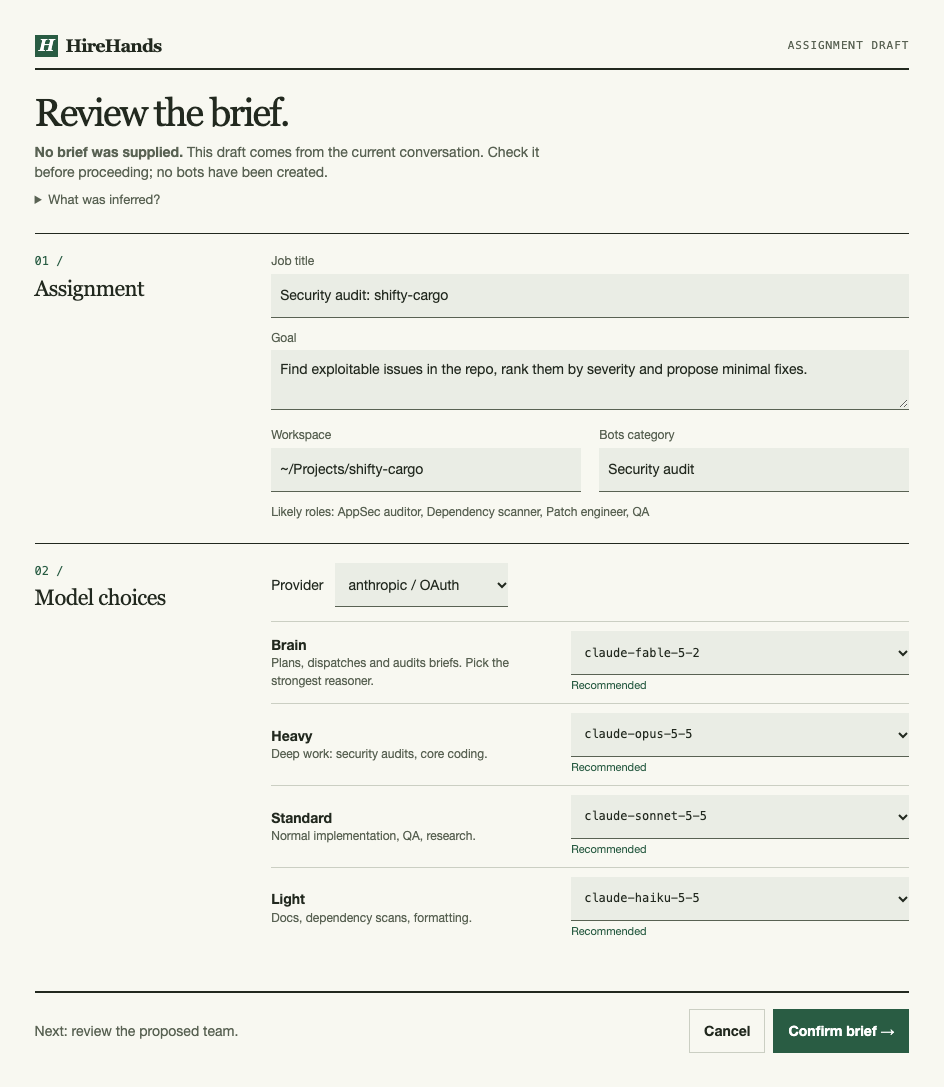 H HireHands
ASSIGNMENT DRAFT
Review the brief.
No brief was supplied. This draft comes from the current conversation. Check it
before proceeding; no bots have been created.
▶ What was inferred?
01 /
Assignment
Job title
Security audit: shifty-cargo
Goal
Find exploitable issues in the repo, rank them by severity and propose minimal fixes.
Workspace
~/Projects/shifty-cargo
Bots category
Security audit
Likely roles: AppSec auditor, Dependency scanner, Patch engineer, QA
02 /
Model choices
Provider
anthropic / OAuth
Brain
Plans, dispatches and audits briefs. Pick the
strongest reasoner.
claude-fable-5-2
Recommended
Heavy
Deep work: security audits, core coding.
claude-opus-5-5
Recommended
Standard
Normal implementation, QA, research.
claude-sonnet-5-5
Recommended
Light
Docs, dependency scans, formatting.
claude-haiku-5-5
Recommended
Next: review the proposed team.
Cancel
Confirm brief →